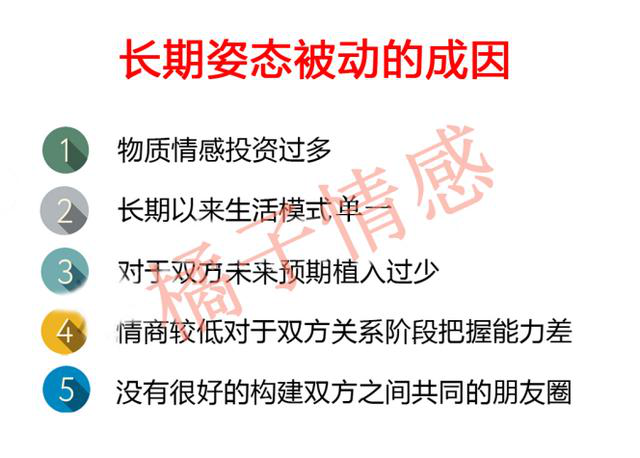 长期姿态被动的成因
1 物质情感投资过多
2 长期以来生活模式单一
3 对于双方未来预期植入过少
4 情商较低对于双方关系阶段把握能力差
5 没有很好的构建双方之间共同的朋友圈
橘子情感